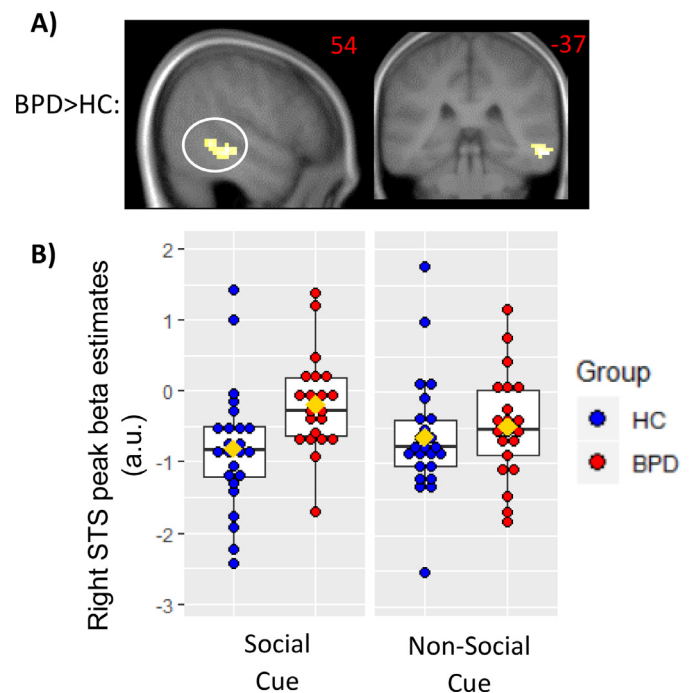 A)
54
-37
BPD>HC:
B)
Right STS peak beta estimates
(a.u.)
2
1
0
-1
-2
-3
Social
Cue
Non-Social
Cue
Group
HC
BPD